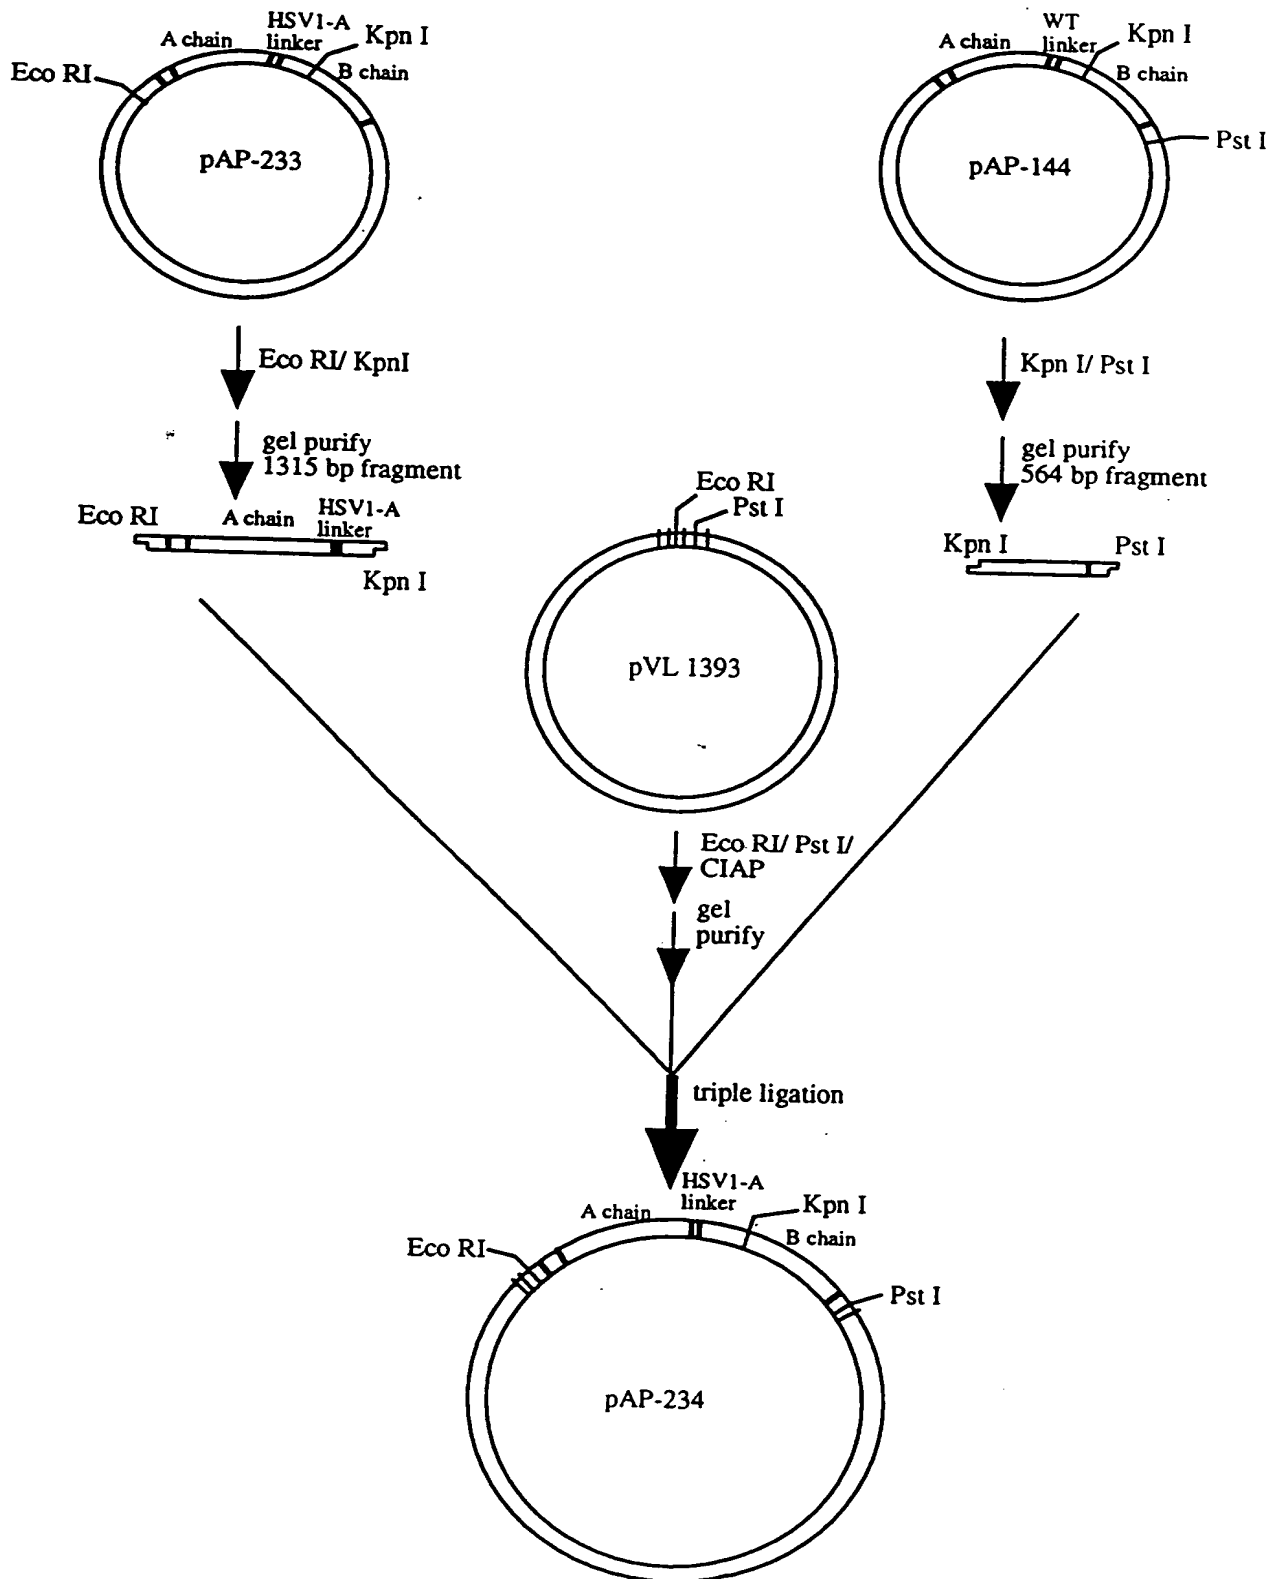 HSV1-A
linker
A chain
Kpn I
Eco RI
B chain
pAP-233
WT
linker
A chain
Kpn I
B chain
Pst I
pAP-144
Eco RI/ KpnI
gel purify
1315 bp fragment
Kpn I/ Pst I
gel purify
564 bp fragment
Eco RI
A chain
HSV1-A
linker
Kpn I
Eco RI
Pst I
Kpn I
Pst I
pVL 1393
Eco RI/ Pst I/
CIAP
gel
purify
triple ligation
HSV1-A
linker
A chain
Kpn I
B chain
Eco RI
Pst I
pAP-234